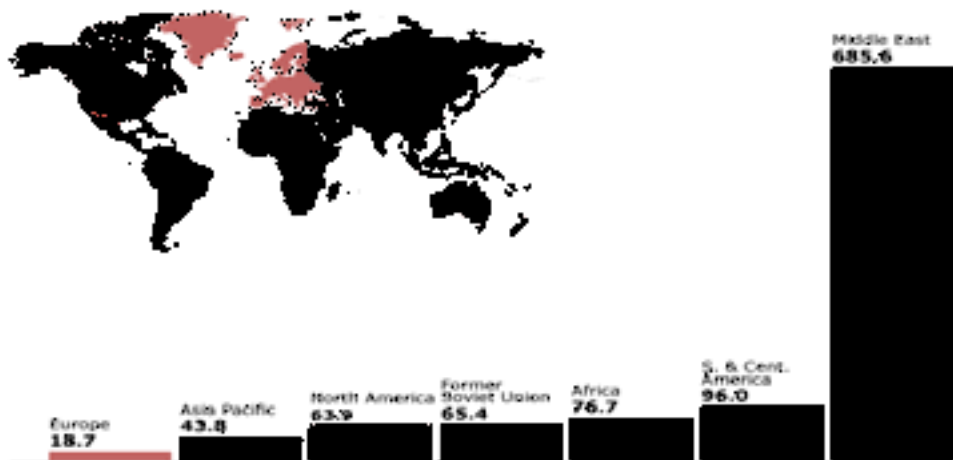 Middle East
685.6
S. & Cent.
America
96.0
Former
Soviet Union
65.4
Africa
76.7
North America
63.9
Asia Pacific
43.8
Europe
18.7